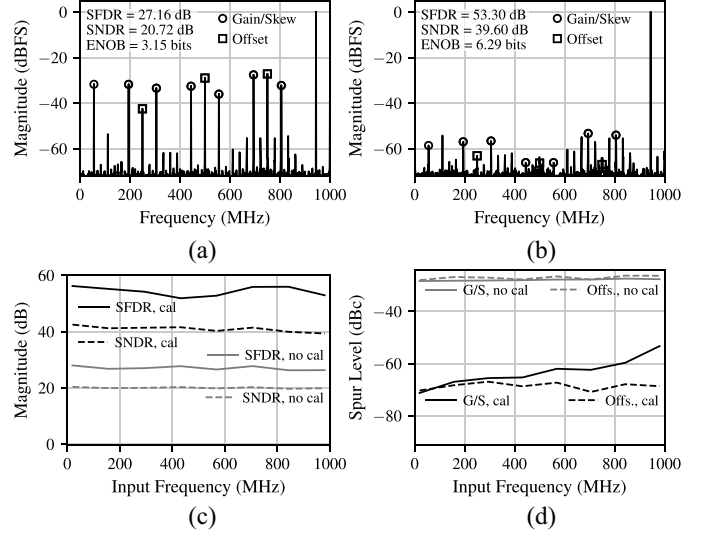 SFDR = 27.16 dB
SNDR = 20.72 dB
ENOB = 3.15 bits
Gain/Skew
Offset
0
−20
−40
−60
Magnitude (dBFS)
0 200 400 600 800 1000
Frequency (MHz)
(a)
SFDR = 53.30 dB
SNDR = 39.60 dB
ENOB = 6.29 bits
Gain/Skew
Offset
0
−20
−40
−60
Magnitude (dBFS)
0 200 400 600 800 1000
Frequency (MHz)
(b)
60
40
20
0
Magnitude (dB)
SFDR, cal
SNDR, cal
SFDR, no cal
SNDR, no cal
0 200 400 600 800 1000
Input Frequency (MHz)
(c)
−40
−60
−80
Spur Level (dBc)
G/S, no cal
Offs., no cal
G/S, cal
Offs., cal
0 200 400 600 800 1000
Input Frequency (MHz)
(d)